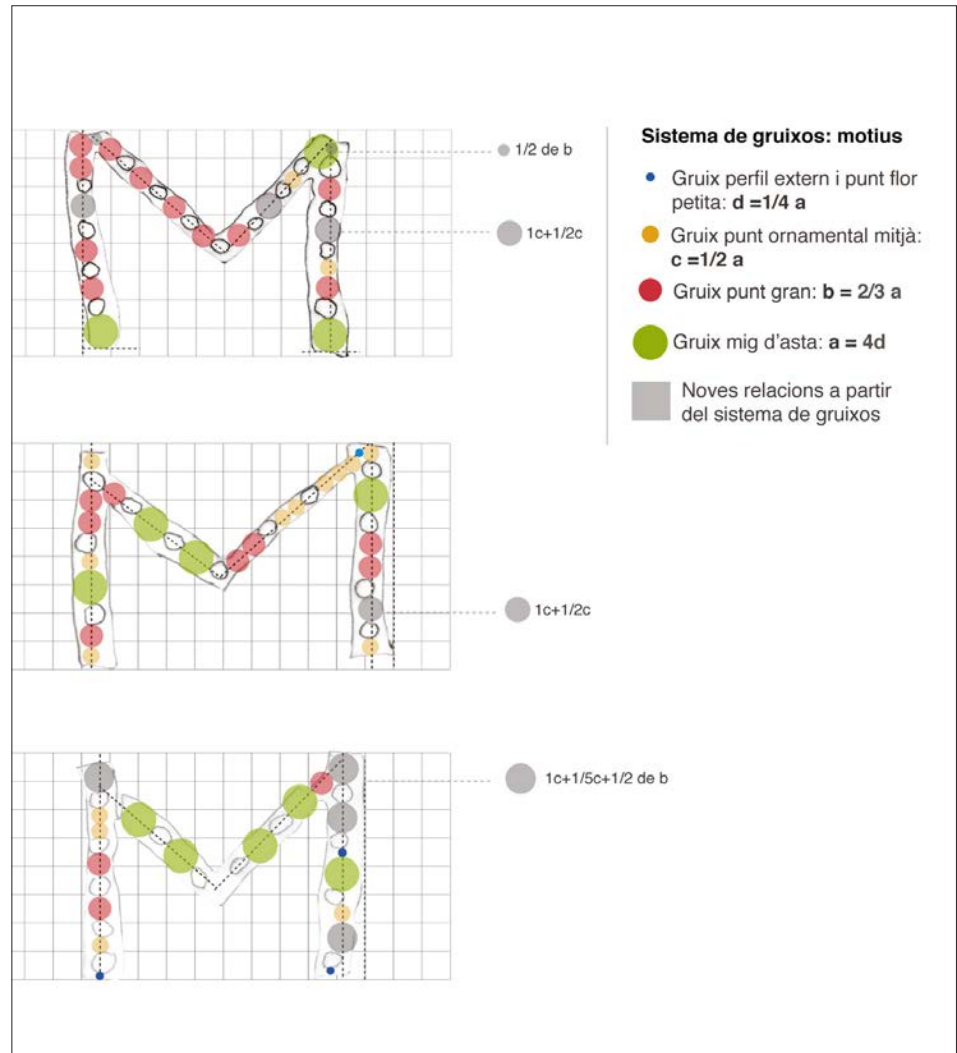 1/2 de b
1c+1/2c
Sistema de gruixos: motius
Gruix perfil extern i punt flor
petita: d =1/4 a
Gruix punt ornamental mitjà:
c =1/2 a
Gruix punt gran: b = 2/3 a
Gruix mig d'asta: a = 4d
Noves relacions a partir
del sistema de gruixos
1c+1/2c
1c+1/5c+1/2 de b